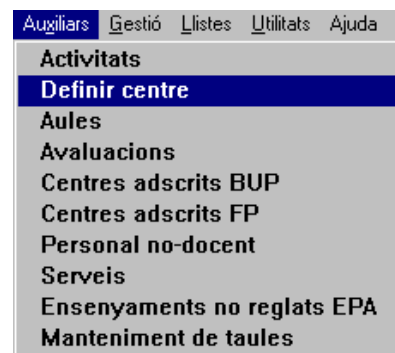 Auxiliars Gestió Llistes Utilitats Ajuda
Activitats
Definir centre
Aules
Avaluacions
Centres adscrits BUP
Centres adscrits FP
Personal no-docent
Serveis
Ensenyaments no reglats EPA
Manteniment de taules